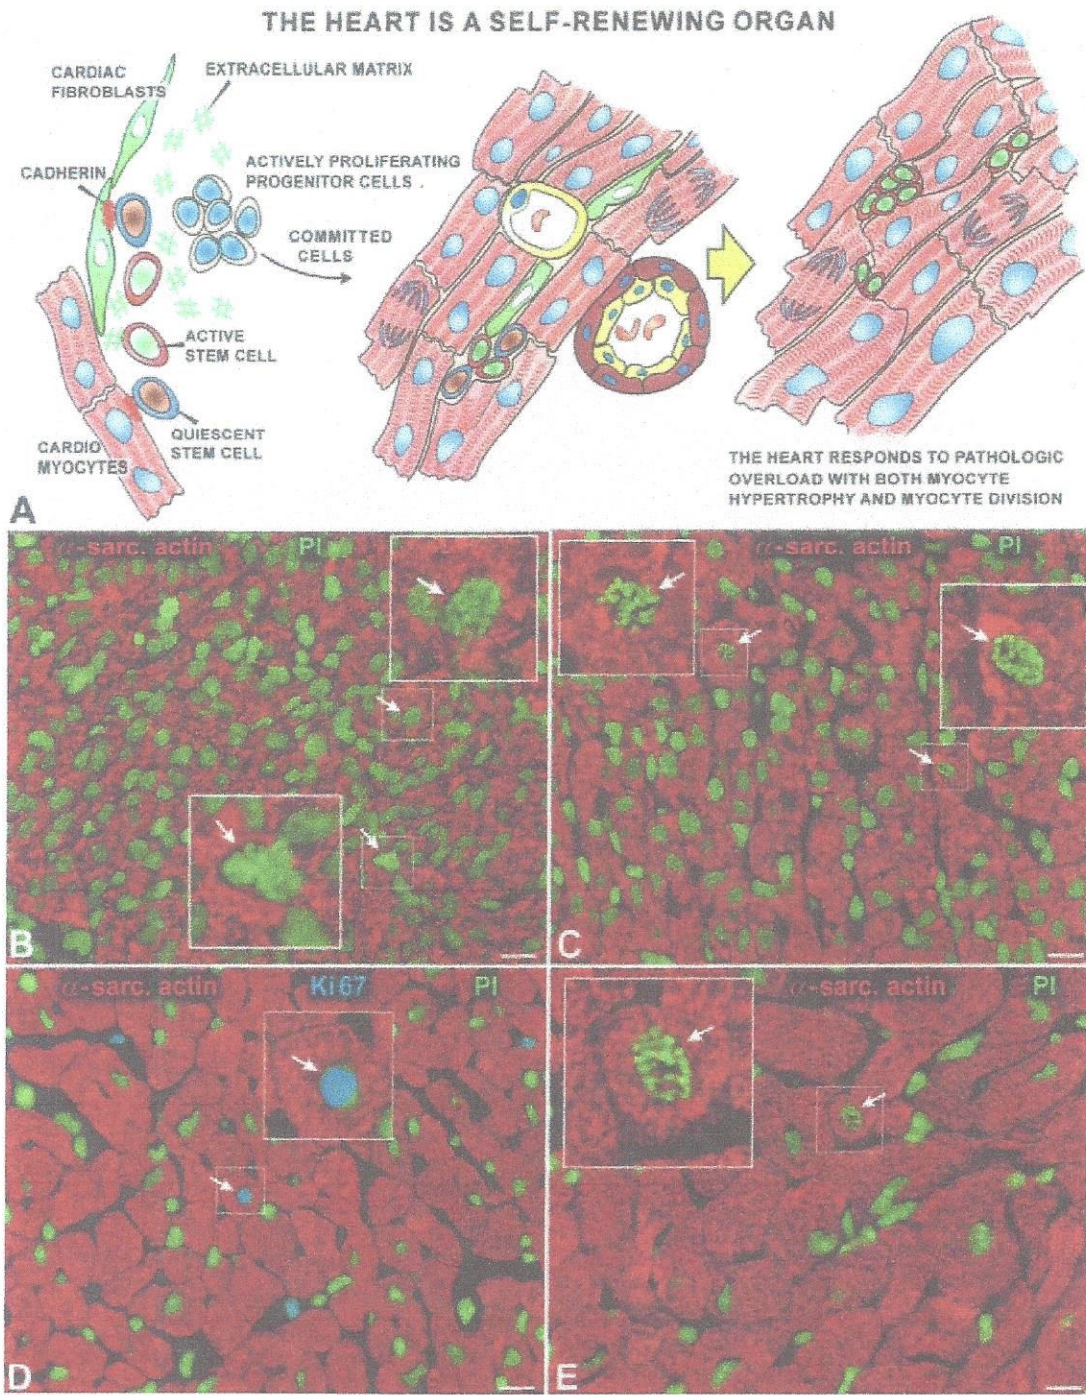 THE HEART IS A SELF-RENEWING ORGAN
CARDIAC
FIBROBLASTS
EXTRACELLULAR MATRIX
CADHERIN
ACTIVELY PROLIFERATING
PROGENITOR CELLS .
COMMITTED
CELLS
ACTIVE
STEM CELL
QUIESCENT
STEM CELL
CARDIO
MYOCYTES
THE HEART RESPONDS TO PATHOLOGIC
OVERLOAD WITH BOTH MYOCYTE
HYPERTROPHY AND MYOCYTE DIVISION
A
α-sarc. actin PI
B
α-sarc. actin PI
C
α-sarc. actin Ki67 PI
D
α-sarc. actin PI
E